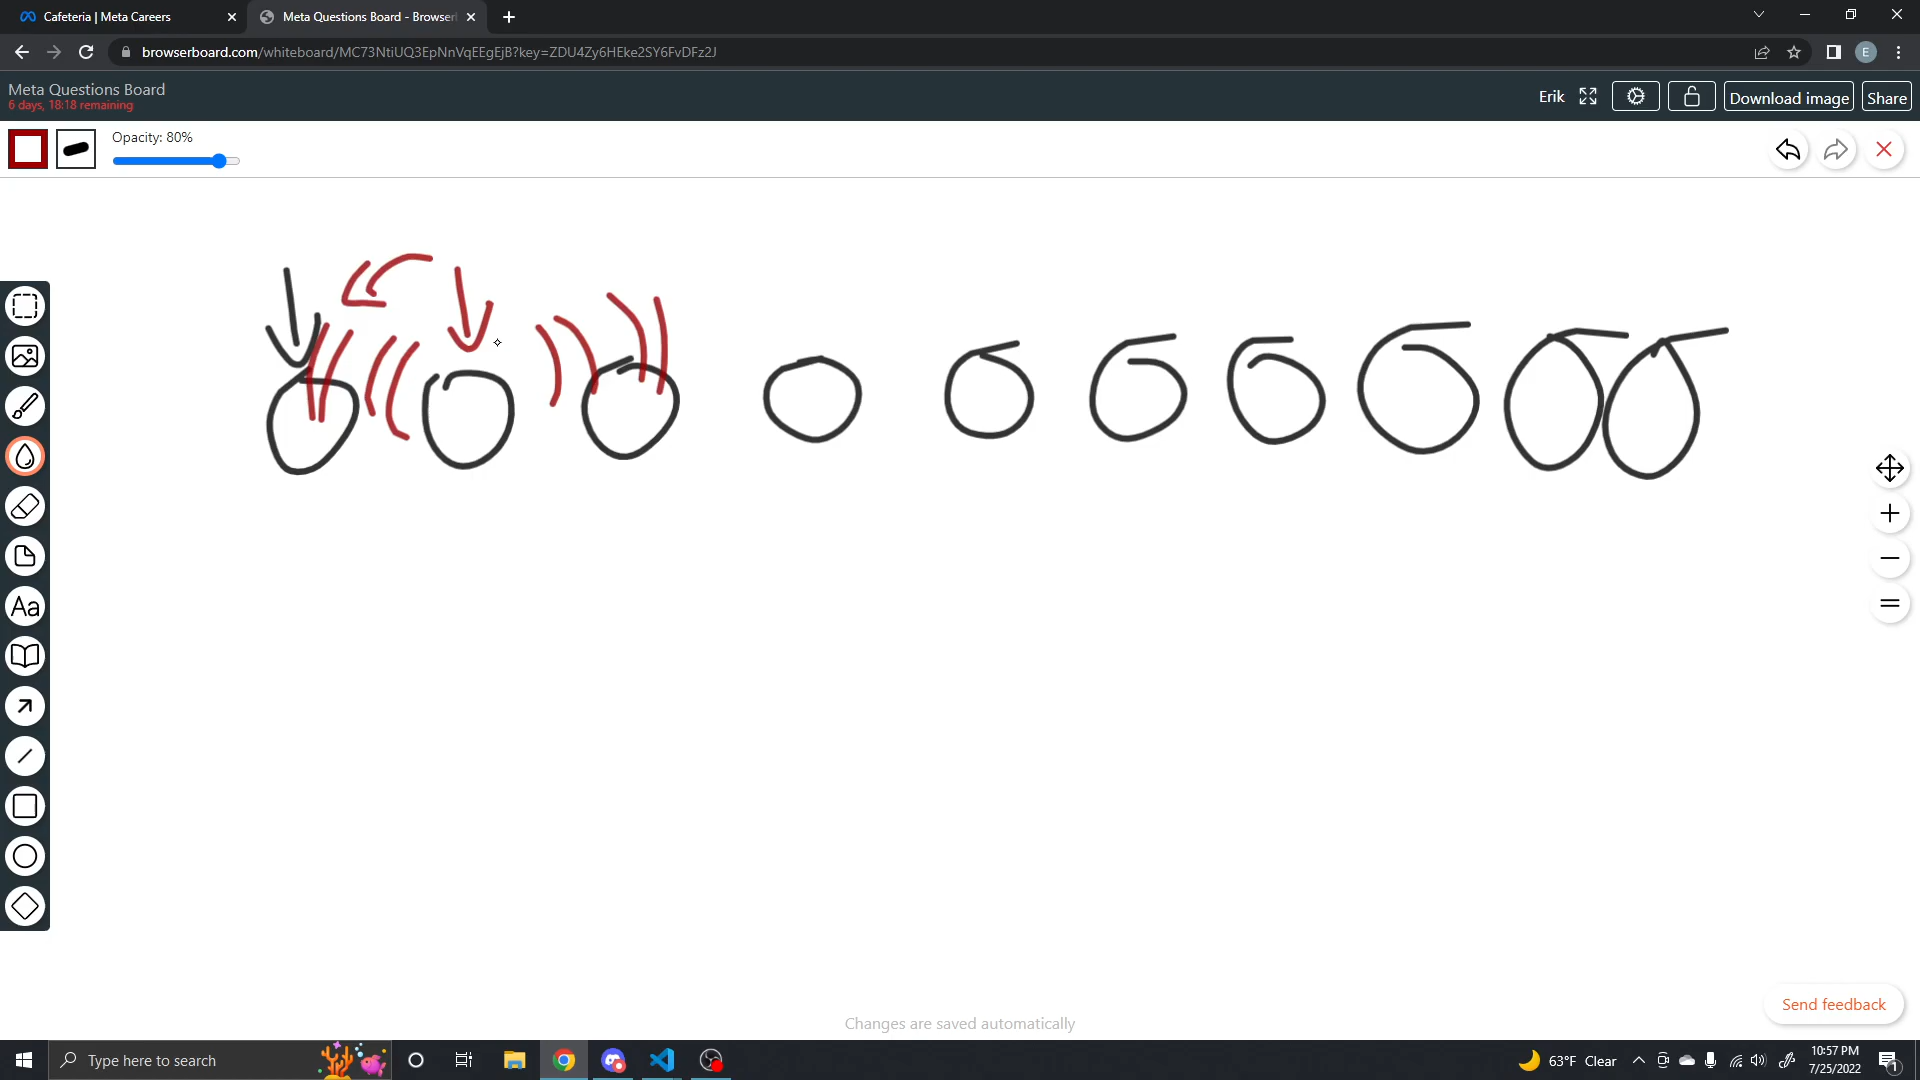 Cafeteria | Meta Careers
Meta Questions Board - Browserl
browserboard.com/whiteboard/MC73NtiUQ3EpNnVqEEgEjB?key=ZDU4Zy6HEke2SY6FvDFz2J
E
Meta Questions Board
6 days, 18:18 remaining
Erik
Download image
Share
Opacity: 80%
Aa
Send feedback
Changes are saved automatically
Type here to search
63°F Clear
10:57 PM
7/25/2022
1